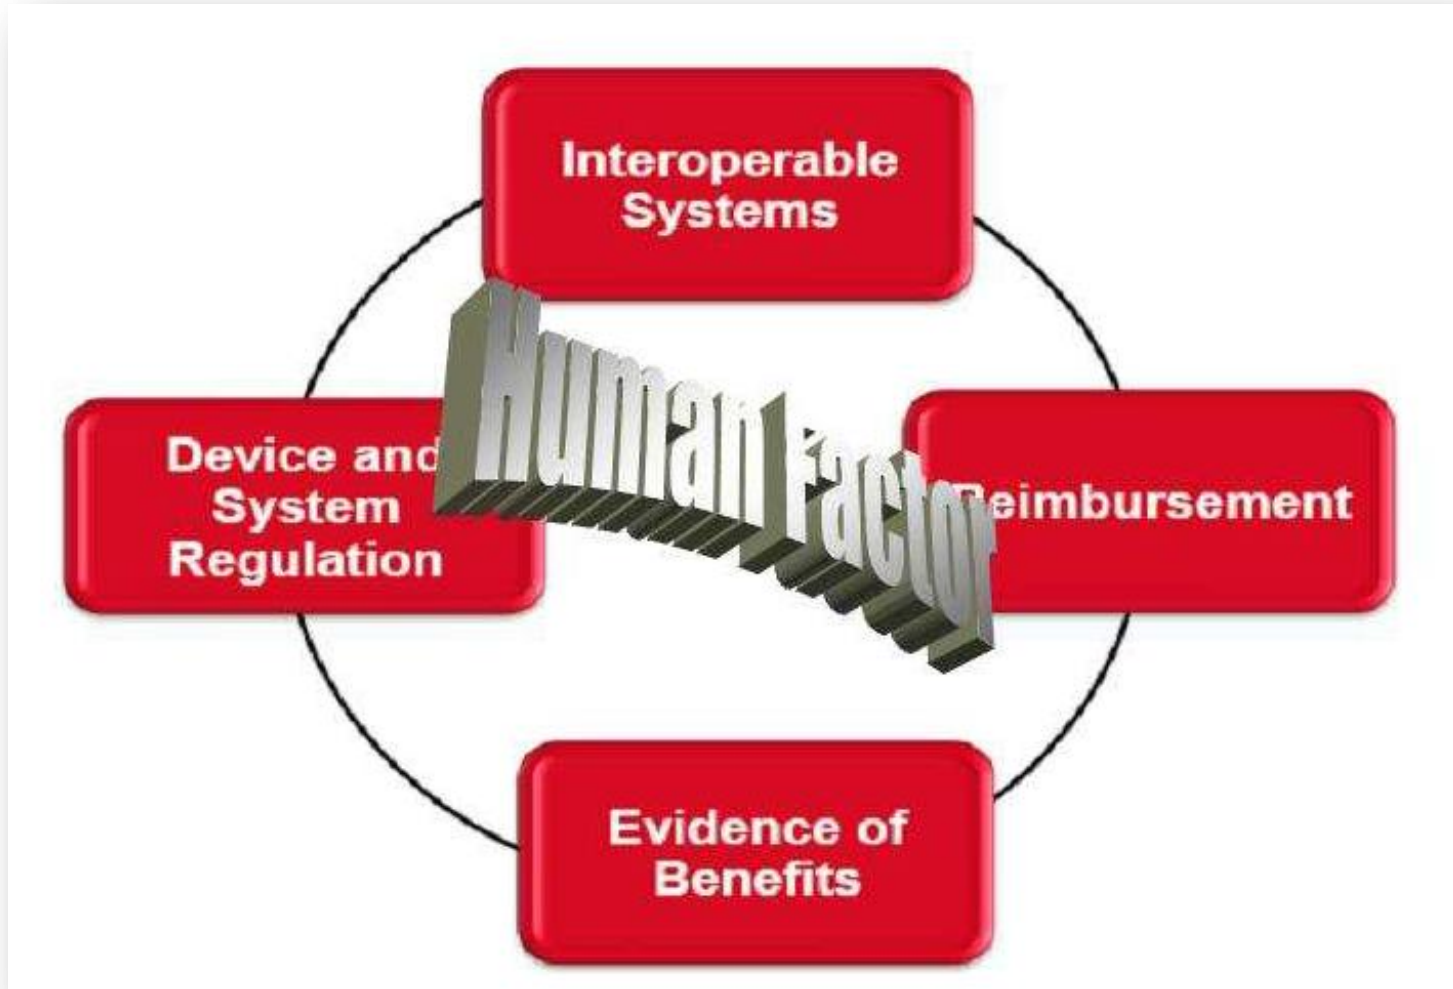 Interoperable
Systems
Human Factor
Device and
System
Regulation
Reimbursement
Evidence of
Benefits